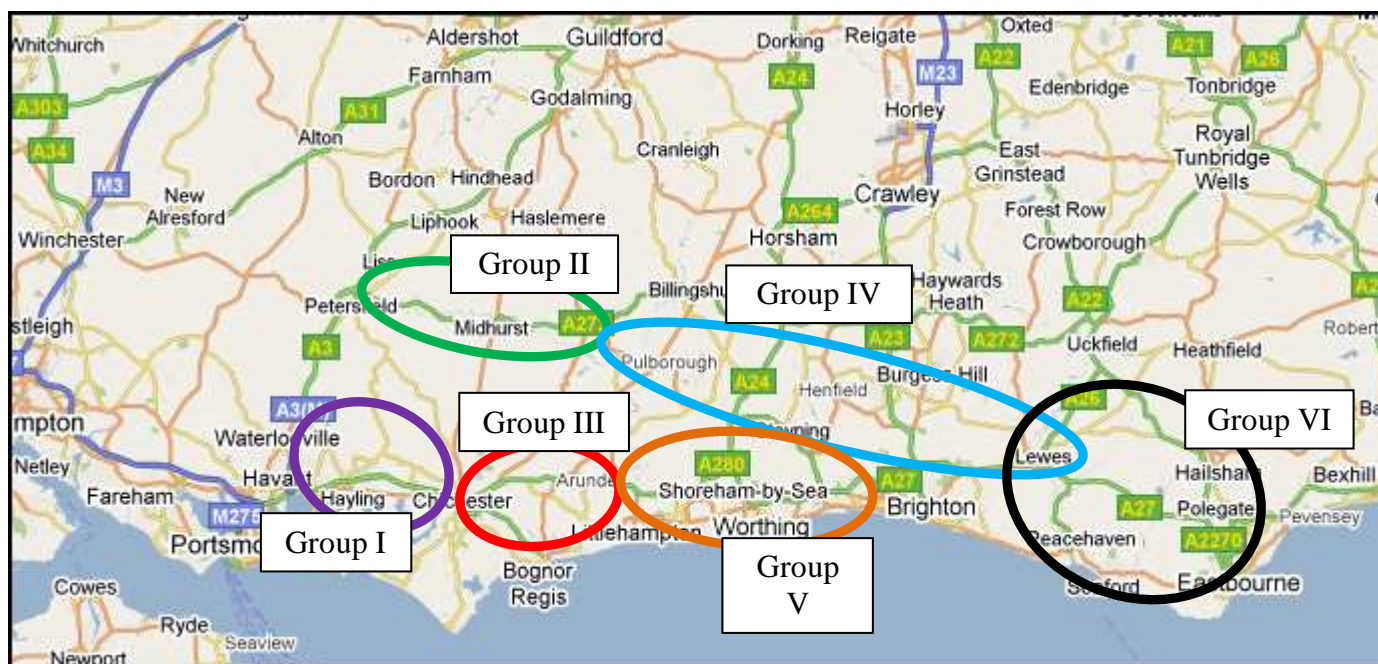 Whitchurch
Aldershot
Guildford
Dorking
Reigate
Oxted
A21
A26
Farnham
A22
M23
A24
Edenbridge
Tonbridge
A303
Godalming
A31
Horley
Alton
Royal
Tunbridge
Wells
A34
Cranleigh
East
Grinstead
M3
Bordon
Hindhead
Crawley
New
Alresford
Liphook
Haslemere
A264
Forest Row
Winchester
Horsham
Crowborough
Group II
Group IV
Haywards
Heath
Petersfield
Billingshu
A22
Midhurst
A27
A3
A23
A272
Uckfield
Heathfield
Pulborough
Burgess Hill
A24
Henfield
A3(M)
Group III
A26
Group VI
mpton
Waterlooville
Steyning
Netley
Havant
A280
Lewes
Hailsham
Bexhill
Fareham
Hayling
Chichester
Arundel
Shoreham-by-Sea
A27
Brighton
A27
Polegate
Pevensey
M275
Group I
Littlehampton
Worthing
Peacehaven
A2270
Portsm
Bognor
Regis
Group
V
Seaford
Eastbourne
Cowes
Ryde
Seaview
Newport